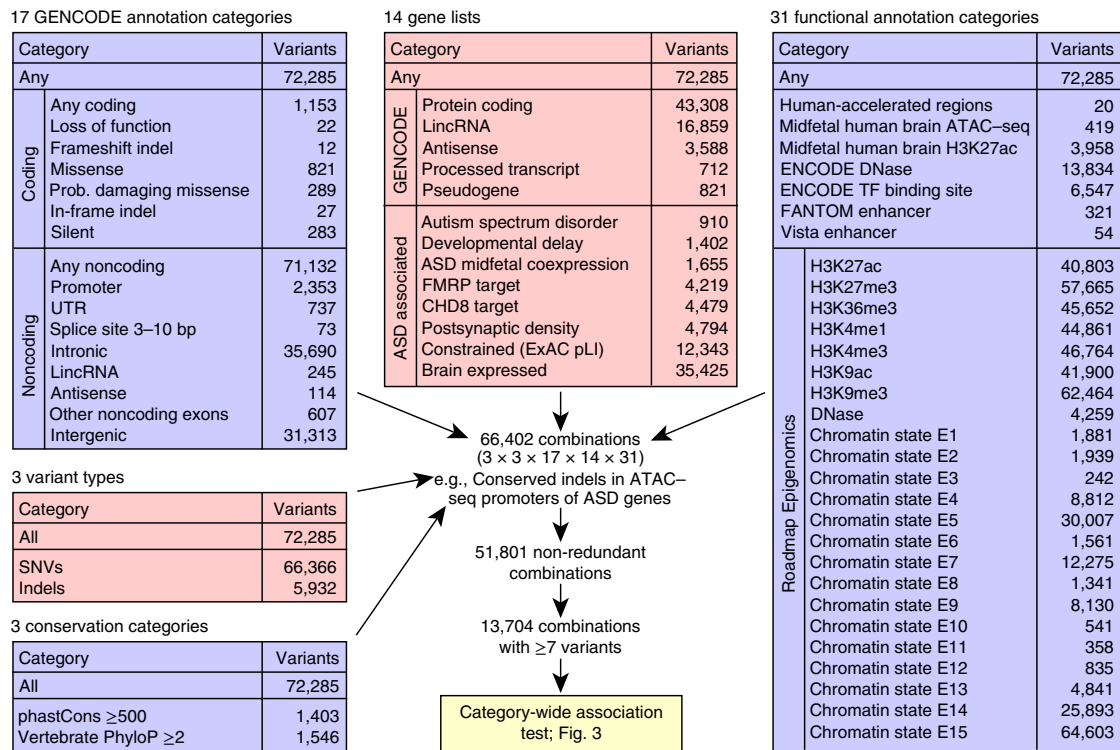 17 GENCODE annotation categories
Category Variants
Any 72,285
Coding
Any coding 1,153
Loss of function 22
Frameshift indel 12
Missense 821
Prob. damaging missense 289
In-frame indel 27
Silent 283
Noncoding
Any noncoding 71,132
Promoter 2,353
UTR 737
Splice site 3–10 bp 73
Intronic 35,690
LincRNA 245
Antisense 114
Other noncoding exons 607
Intergenic 31,313
3 variant types
Category Variants
All 72,285
SNVs 66,366
Indels 5,932
3 conservation categories
Category Variants
All 72,285
phastCons ≥500 1,403
Vertebrate PhyloP ≥2 1,546
14 gene lists
Category Variants
Any 72,285
GENCODE
Protein coding 43,308
LincRNA 16,859
Antisense 3,588
Processed transcript 712
Pseudogene 821
ASD associated
Autism spectrum disorder 910
Developmental delay 1,402
ASD midfetal coexpression 1,655
FMRP target 4,219
CHD8 target 4,479
Postsynaptic density 4,794
Constrained (ExAC pLI) 12,343
Brain expressed 35,425
66,402 combinations
(3 × 3 × 17 × 14 × 31)
e.g., Conserved indels in ATAC–
seq promoters of ASD genes
51,801 non-redundant
combinations
13,704 combinations
with ≥7 variants
Category-wide association
test; Fig. 3
31 functional annotation categories
Category Variants
Any 72,285
Human-accelerated regions 20
Midfetal human brain ATAC–seq 419
Midfetal human brain H3K27ac 3,958
ENCODE DNase 13,834
ENCODE TF binding site 6,547
FANTOM enhancer 321
Vista enhancer 54
Roadmap Epigenomics
H3K27ac 40,803
H3K27me3 57,665
H3K36me3 45,652
H3K4me1 44,861
H3K4me3 46,764
H3K9ac 41,900
H3K9me3 62,464
DNase 4,259
Chromatin state E1 1,881
Chromatin state E2 1,939
Chromatin state E3 242
Chromatin state E4 8,812
Chromatin state E5 30,007
Chromatin state E6 1,561
Chromatin state E7 12,275
Chromatin state E8 1,341
Chromatin state E9 8,130
Chromatin state E10 541
Chromatin state E11 358
Chromatin state E12 835
Chromatin state E13 4,841
Chromatin state E14 25,893
Chromatin state E15 64,603